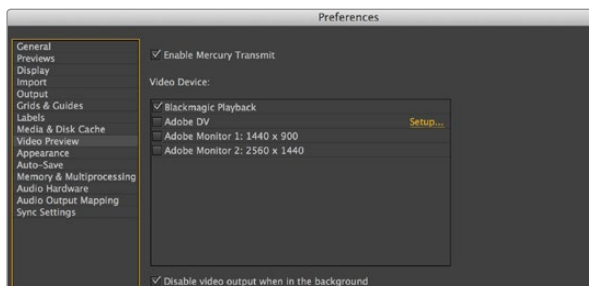 Preferences
General
Previews
Display
Import
Output
Grids & Guides
Labels
Media & Disk Cache
Video Preview
Appearance
Auto-Save
Memory & Multiprocessing
Audio Hardware
Audio Output Mapping
Sync Settings
Enable Mercury Transmit
Video Device:
Blackmagic Playback
Adobe DV Setup...
Adobe Monitor 1: 1440 x 900
Adobe Monitor 2: 2560 x 1440
Disable video output when in the background